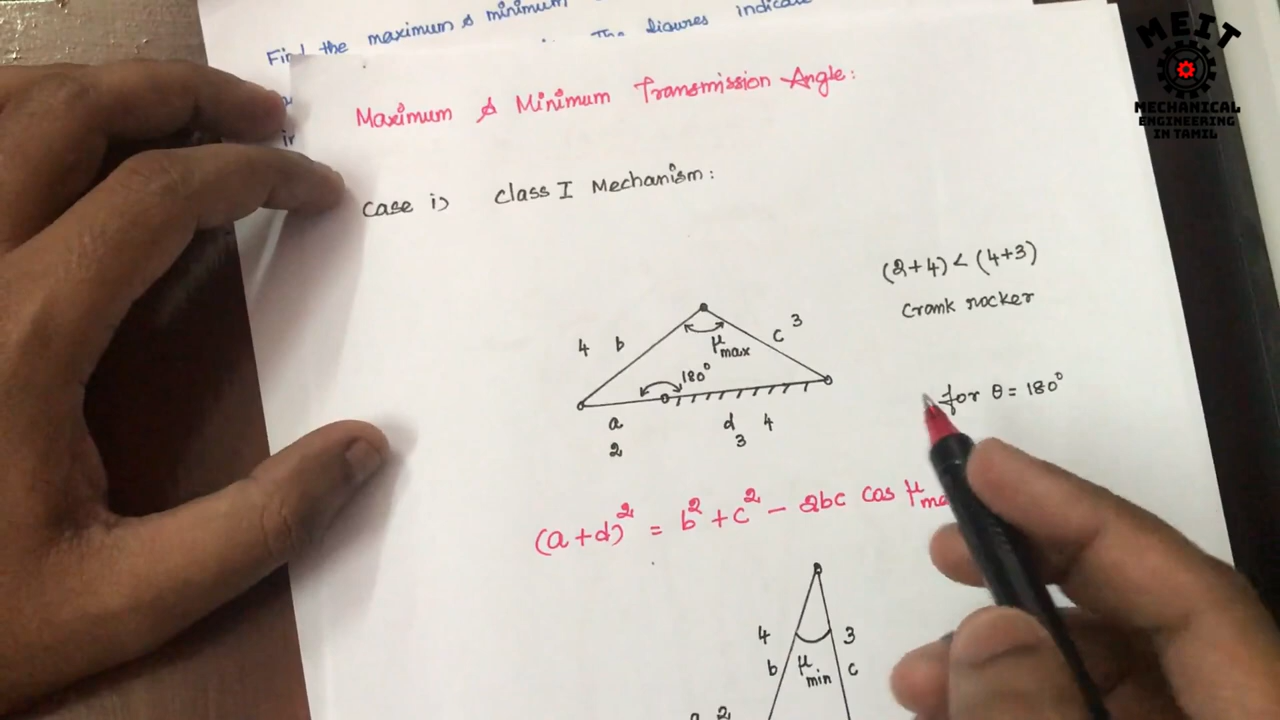 Find the maximum & minimum
The figures indicate
Maximum & Minimum Transmission Angle:
case i) class I Mechanism:
(2+4) < (4+3)
crank rocker
4 b
c 3
μmax
180°
a
2
d 4
3
for θ = 180°
(a+d)² = b² + c² - 2bc cos μma
4
3
b
μmin
c
a 2
MEIT
MECHANICAL
ENGINEERING
IN TAMIL